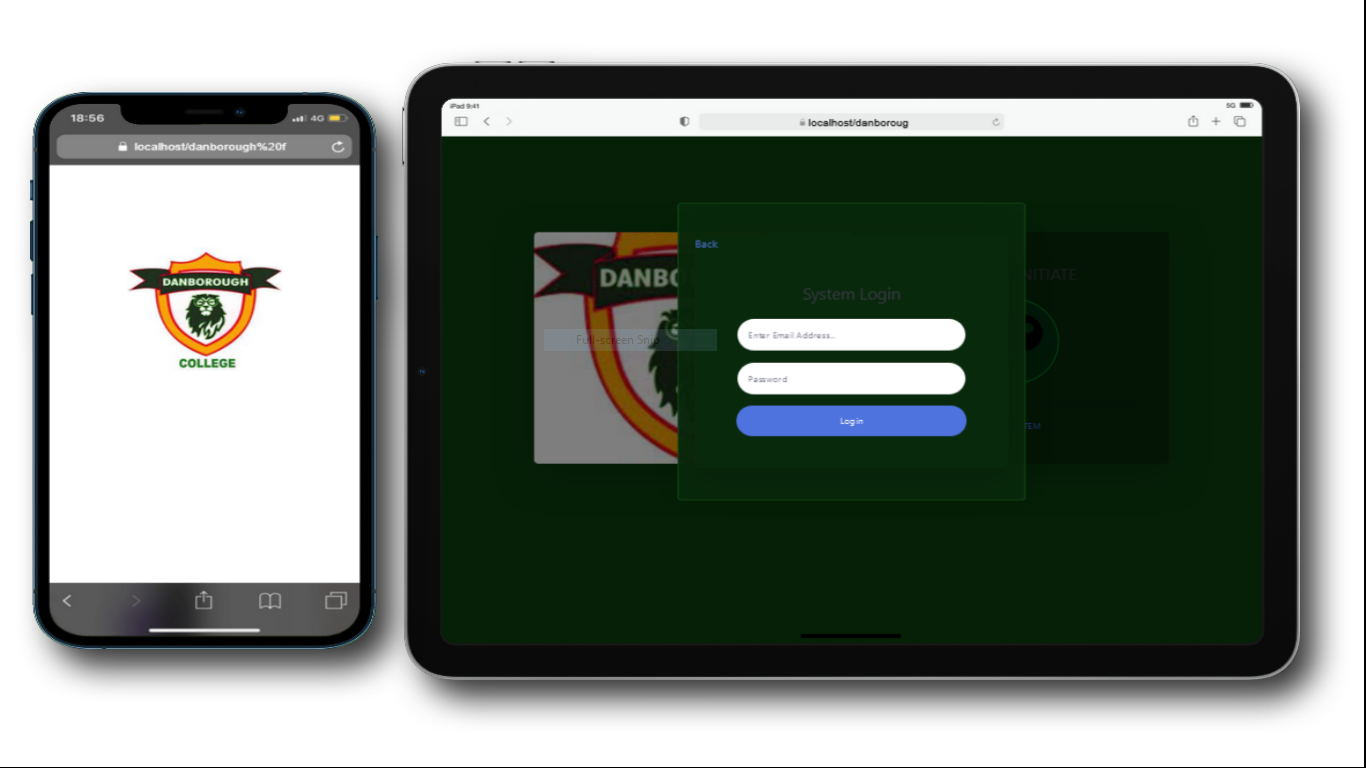 18:56
4G
localhost/danborough%20f
DANBOROUGH
COLLEGE
iPad 9:41
5G
localhost/danboroug
Back
NITIATE
DANBO
System Login
Enter Email Address...
Full-screen Snip
Password
Login
TEM